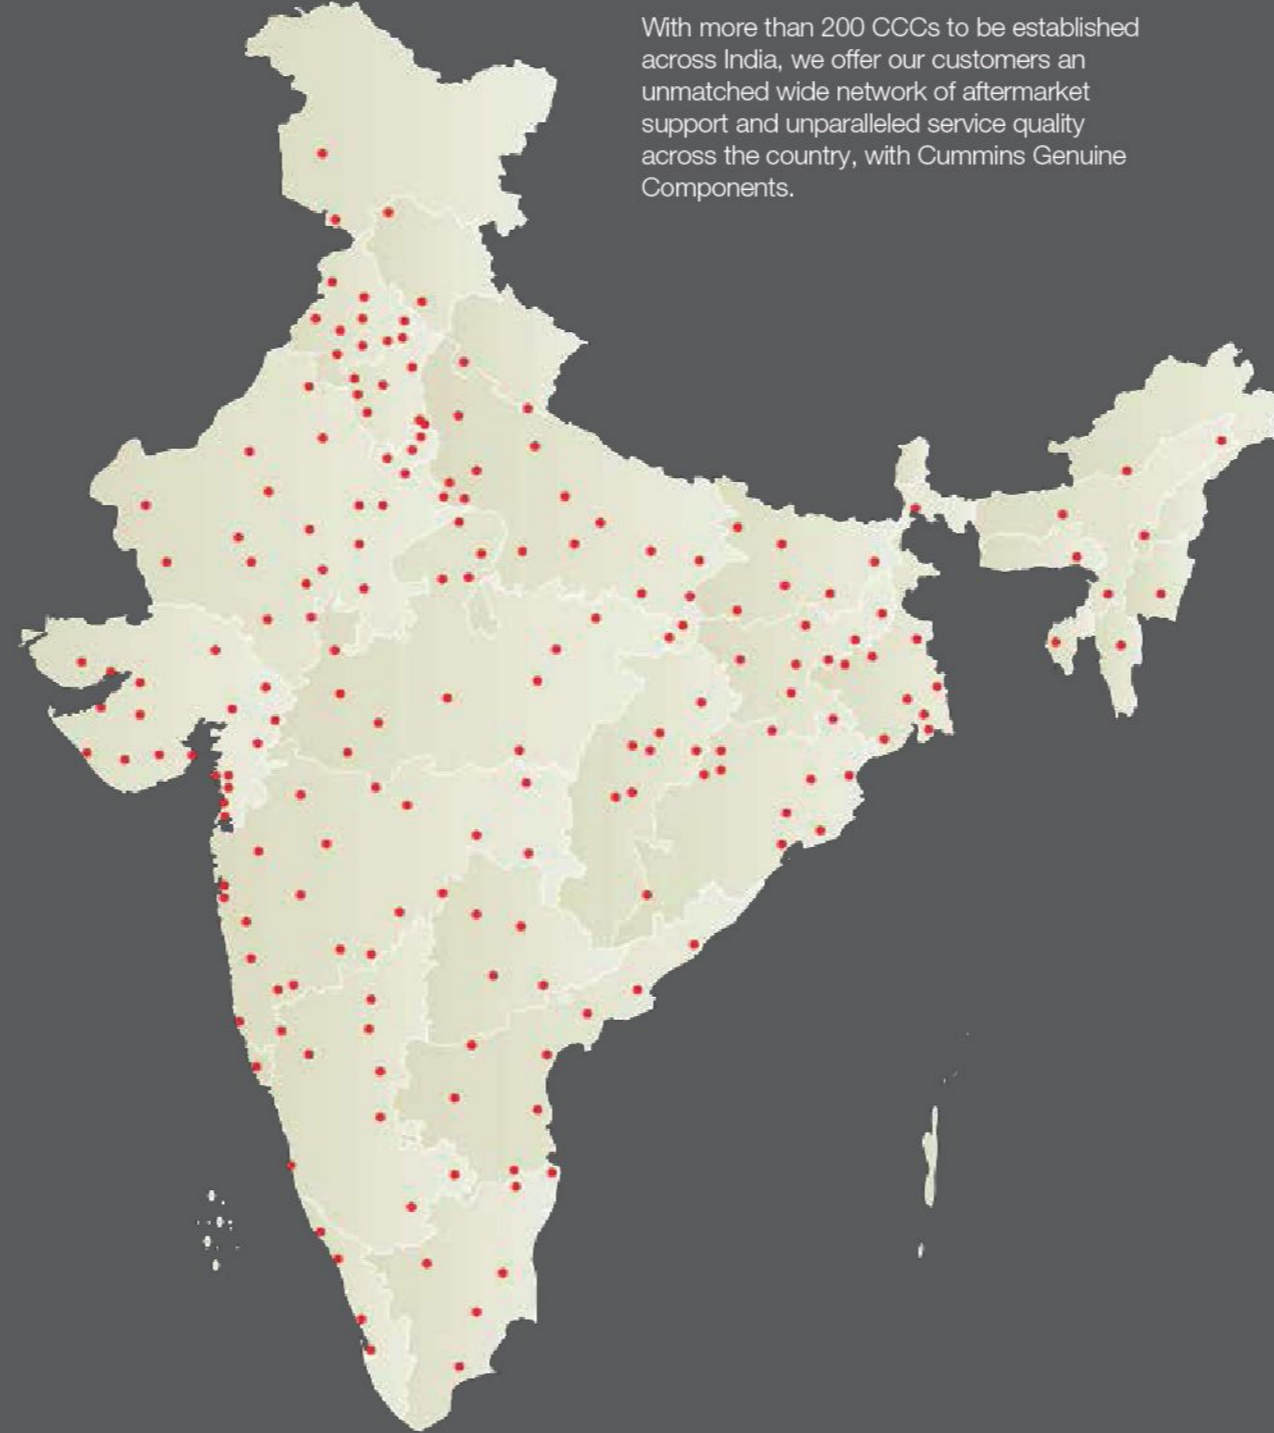 With more than 200 CCCs to be established
across India, we offer our customers an
unmatched wide network of aftermarket
support and unparalleled service quality
across the country, with Cummins Genuine
Components.